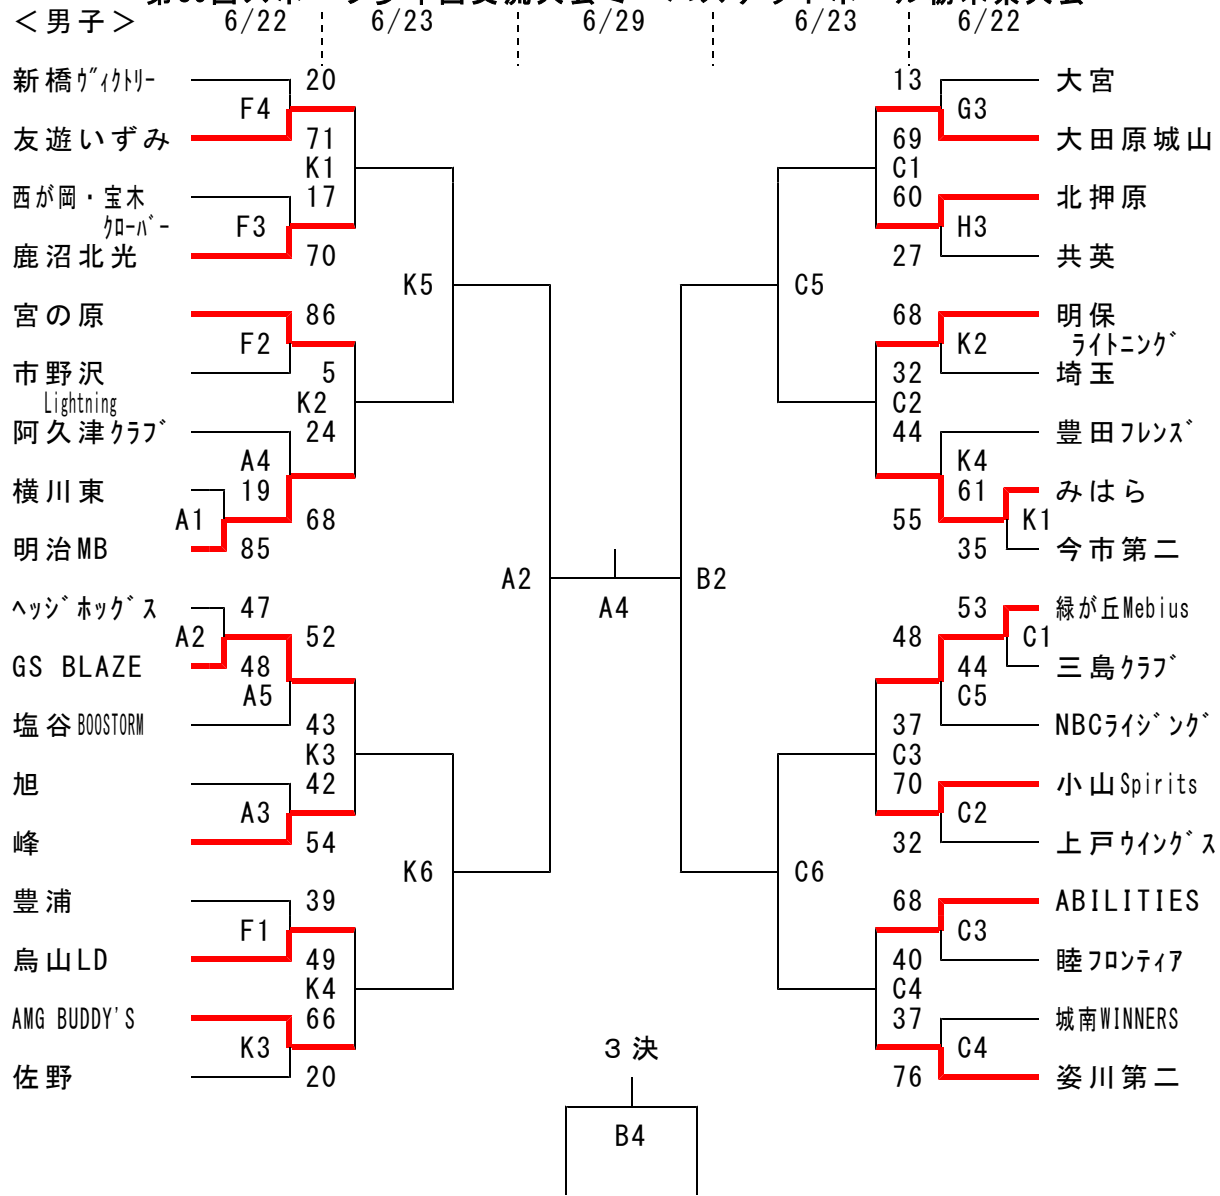 ＜男子＞ 6/22 6/23 6/29 6/23 6/22
新橋ヴィクトリー 20 13 大宮
F4 G3
友遊いずみ 71 69 大田原城山
K1 C1
西が岡・宝木 17 60 北押原
クローバー F3 H3
鹿沼北光 70 27 共英
K5 C5
宮の原 86 68 明保
F2 K2 ライトニング
市野沢 5 32 埼玉
Lightning K2 C2
阿久津クラブ 24 44 豊田フレンズ
A4 K4
横川東 19 61 みはら
A1 68 55 K1
明治MB 85 35 今市第二
A2 B2
A4
ヘッジホッグス 47 53 緑が丘Mebius
A2 52 48 C1
GS BLAZE 48 44 三島クラブ
A5 C5
塩谷BOOSTORM 43 37 NBCライジング
K3 C3
旭 42 70 小山Spirits
A3 C2
峰 54 32 上戸ウイングス
K6 C6
豊浦 39 68 ABILITIES
F1 C3
烏山LD 49 40 睦フロンティア
K4 C4
AMG BUDDY'S 66 37 城南WINNERS
K3 C4
佐野 20 76 姿川第二
3決
B4